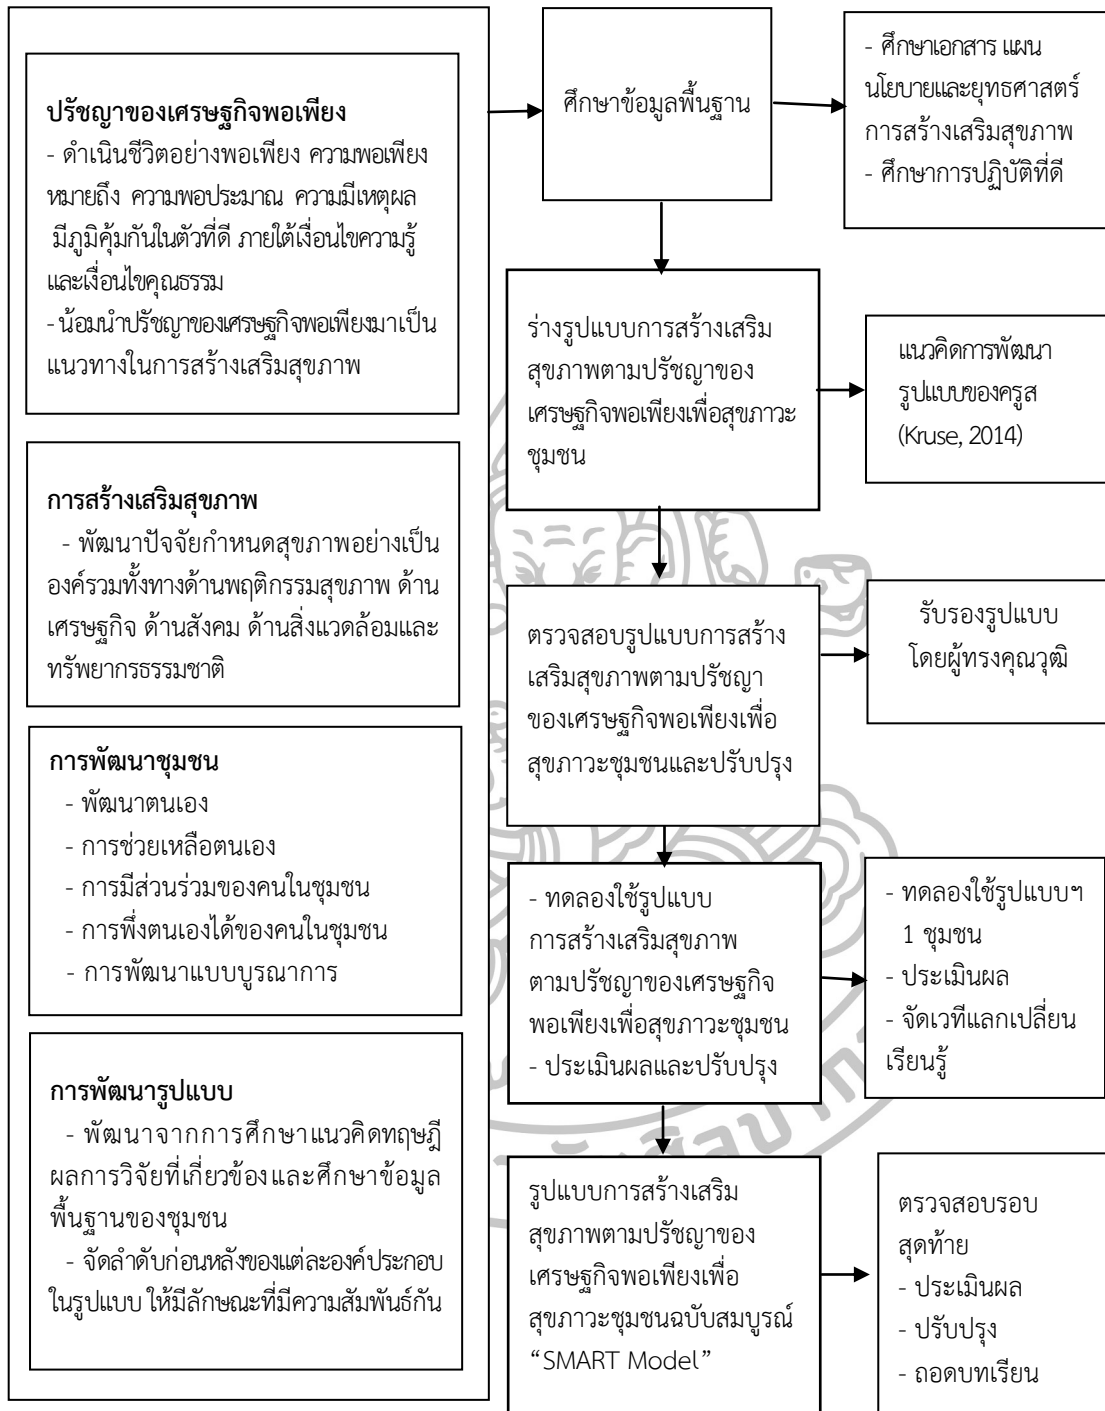 ปรัชญาของเศรษฐกิจพอเพียง
- ดำเนินชีวิตอย่างพอเพียง ความพอเพียง
หมายถึง ความพอประมาณ ความมีเหตุผล
มีภูมิคุ้มกันในตัวที่ดี ภายใต้เงื่อนไขความรู้
และเงื่อนไขคุณธรรม
- น้อมนำปรัชญาของเศรษฐกิจพอเพียงมาเป็น
แนวทางในการสร้างเสริมสุขภาพ
การสร้างเสริมสุขภาพ
- พัฒนาปัจจัยกำหนดสุขภาพอย่างเป็น
องค์รวมทั้งทางด้านพฤติกรรมสุขภาพ ด้าน
เศรษฐกิจ ด้านสังคม ด้านสิ่งแวดล้อมและ
ทรัพยากรธรรมชาติ
การพัฒนาชุมชน
- พัฒนาตนเอง
- การช่วยเหลือตนเอง
- การมีส่วนร่วมของคนในชุมชน
- การพึ่งตนเองได้ของคนในชุมชน
- การพัฒนาแบบบูรณาการ
การพัฒนารูปแบบ
- พัฒนาจากการศึกษาแนวคิดทฤษฎี
ผลการวิจัยที่เกี่ยวข้องและศึกษาข้อมูล
พื้นฐานของชุมชน
- จัดลำดับก่อนหลังของแต่ละองค์ประกอบ
ในรูปแบบ ให้มีลักษณะที่มีความสัมพันธ์กัน
ศึกษาข้อมูลพื้นฐาน
- ศึกษาเอกสาร แผน
นโยบายและยุทธศาสตร์
การสร้างเสริมสุขภาพ
- ศึกษาการปฏิบัติที่ดี
ร่างรูปแบบการสร้างเสริม
สุขภาพตามปรัชญาของ
เศรษฐกิจพอเพียงเพื่อสุขภาวะ
ชุมชน
แนวคิดการพัฒนา
รูปแบบของครูส
(Kruse, 2014)
ตรวจสอบรูปแบบการสร้าง
เสริมสุขภาพตามปรัชญา
ของเศรษฐกิจพอเพียงเพื่อ
สุขภาวะชุมชนและปรับปรุง
รับรองรูปแบบ
โดยผู้ทรงคุณวุฒิ
- ทดลองใช้รูปแบบ
การสร้างเสริมสุขภาพ
ตามปรัชญาของเศรษฐกิจ
พอเพียงเพื่อสุขภาวะชุมชน
- ประเมินผลและปรับปรุง
- ทดลองใช้รูปแบบฯ
1 ชุมชน
- ประเมินผล
- จัดเวทีแลกเปลี่ยน
เรียนรู้
รูปแบบการสร้างเสริม
สุขภาพตามปรัชญาของ
เศรษฐกิจพอเพียงเพื่อ
สุขภาวะชุมชนฉบับสมบูรณ์
“SMART Model”
ตรวจสอบรอบ
สุดท้าย
- ประเมินผล
- ปรับปรุง
- ถอดบทเรียน